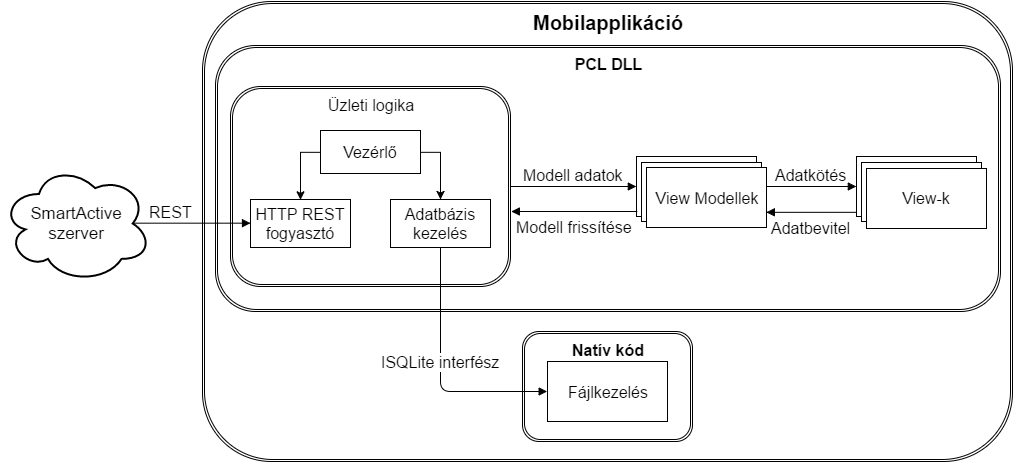 Mobilapplikáció
PCL DLL
Üzleti logika
Vezérlő
HTTP REST
fogyasztó
Adatbázis
kezelés
SmartActive
szerver
REST
Modell adatok
Modell frissítése
View Modellek
Adatkötés
Adatbevitel
View-k
ISQLite interfész
Natív kód
Fájlkezelés